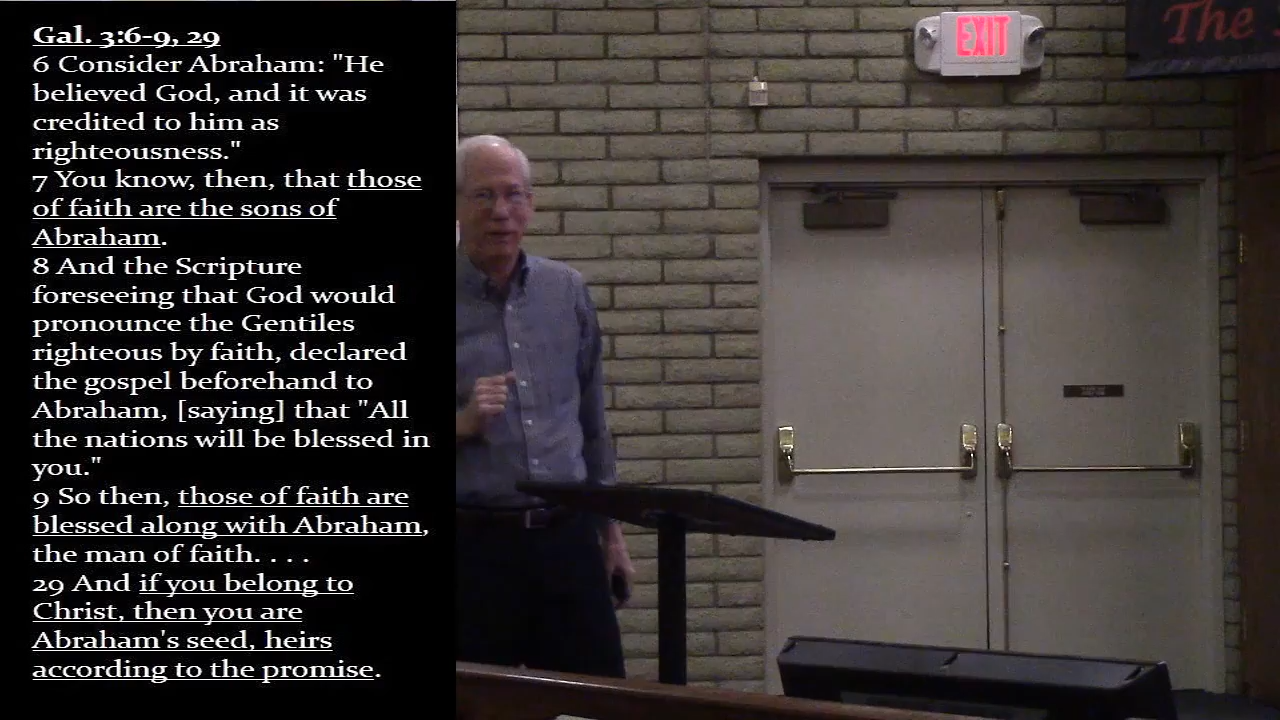 Gal. 3:6-9, 29
6 Consider Abraham: "He
believed God, and it was
credited to him as
righteousness."
7 You know, then, that those
of faith are the sons of
Abraham.
8 And the Scripture
foreseeing that God would
pronounce the Gentiles
righteous by faith, declared
the gospel beforehand to
Abraham, [saying] that "All
the nations will be blessed in
you."
9 So then, those of faith are
blessed along with Abraham,
the man of faith. . . .
29 And if you belong to
Christ, then you are
Abraham's seed, heirs
according to the promise.
EXIT
The